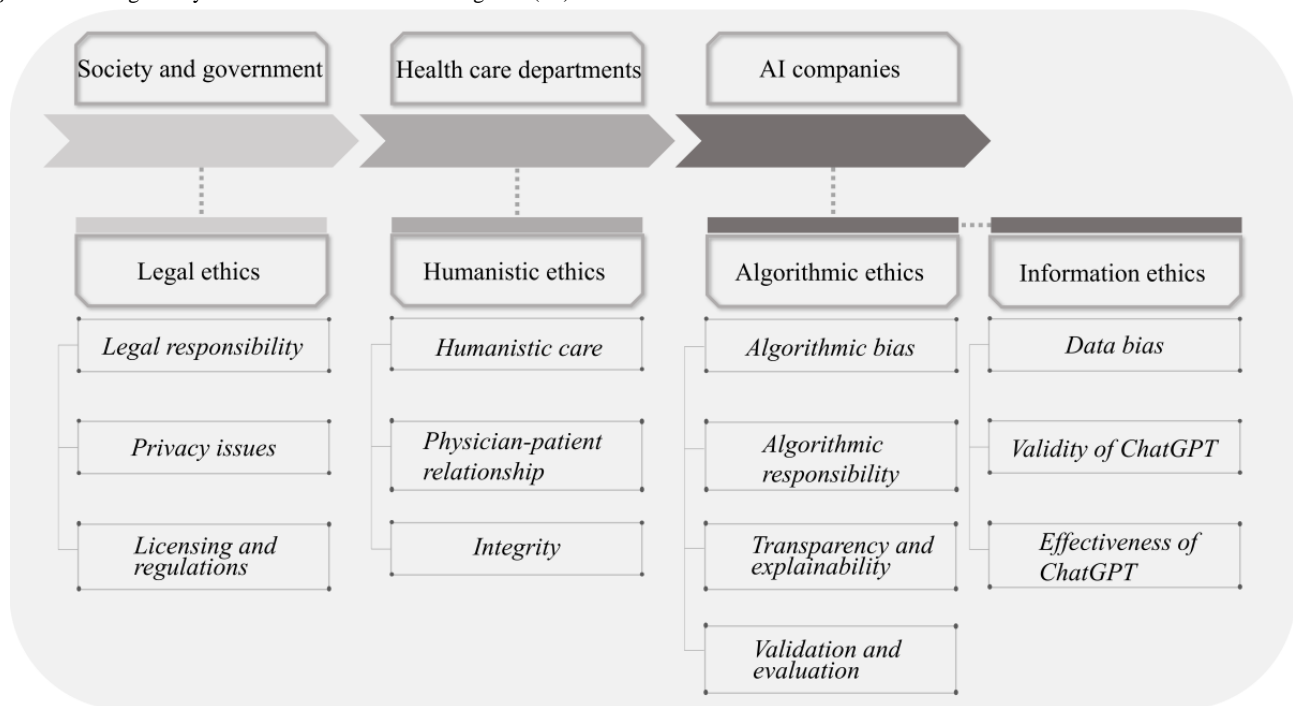 Society and government
Health care departments
AI companies
Legal ethics
Humanistic ethics
Algorithmic ethics
Information ethics
Legal responsibility
Privacy issues
Licensing and
regulations
Humanistic care
Physician-patient
relationship
Integrity
Algorithmic bias
Algorithmic
responsibility
Transparency and
explainability
Validation and
evaluation
Data bias
Validity of ChatGPT
Effectiveness of
ChatGPT